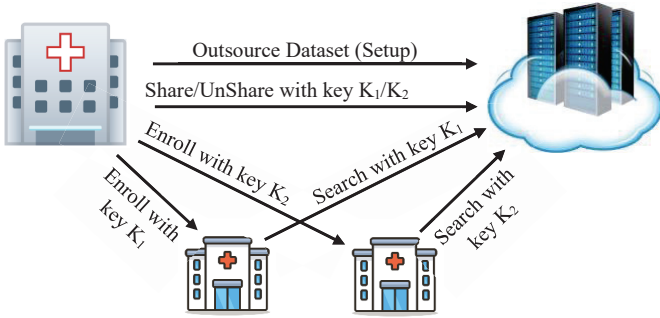 Outsource Dataset (Setup)
Share/UnShare with key K₁/K₂
Enroll with key K₂
Search with key K₁
Enroll with
key K₁
Search with
key K₂